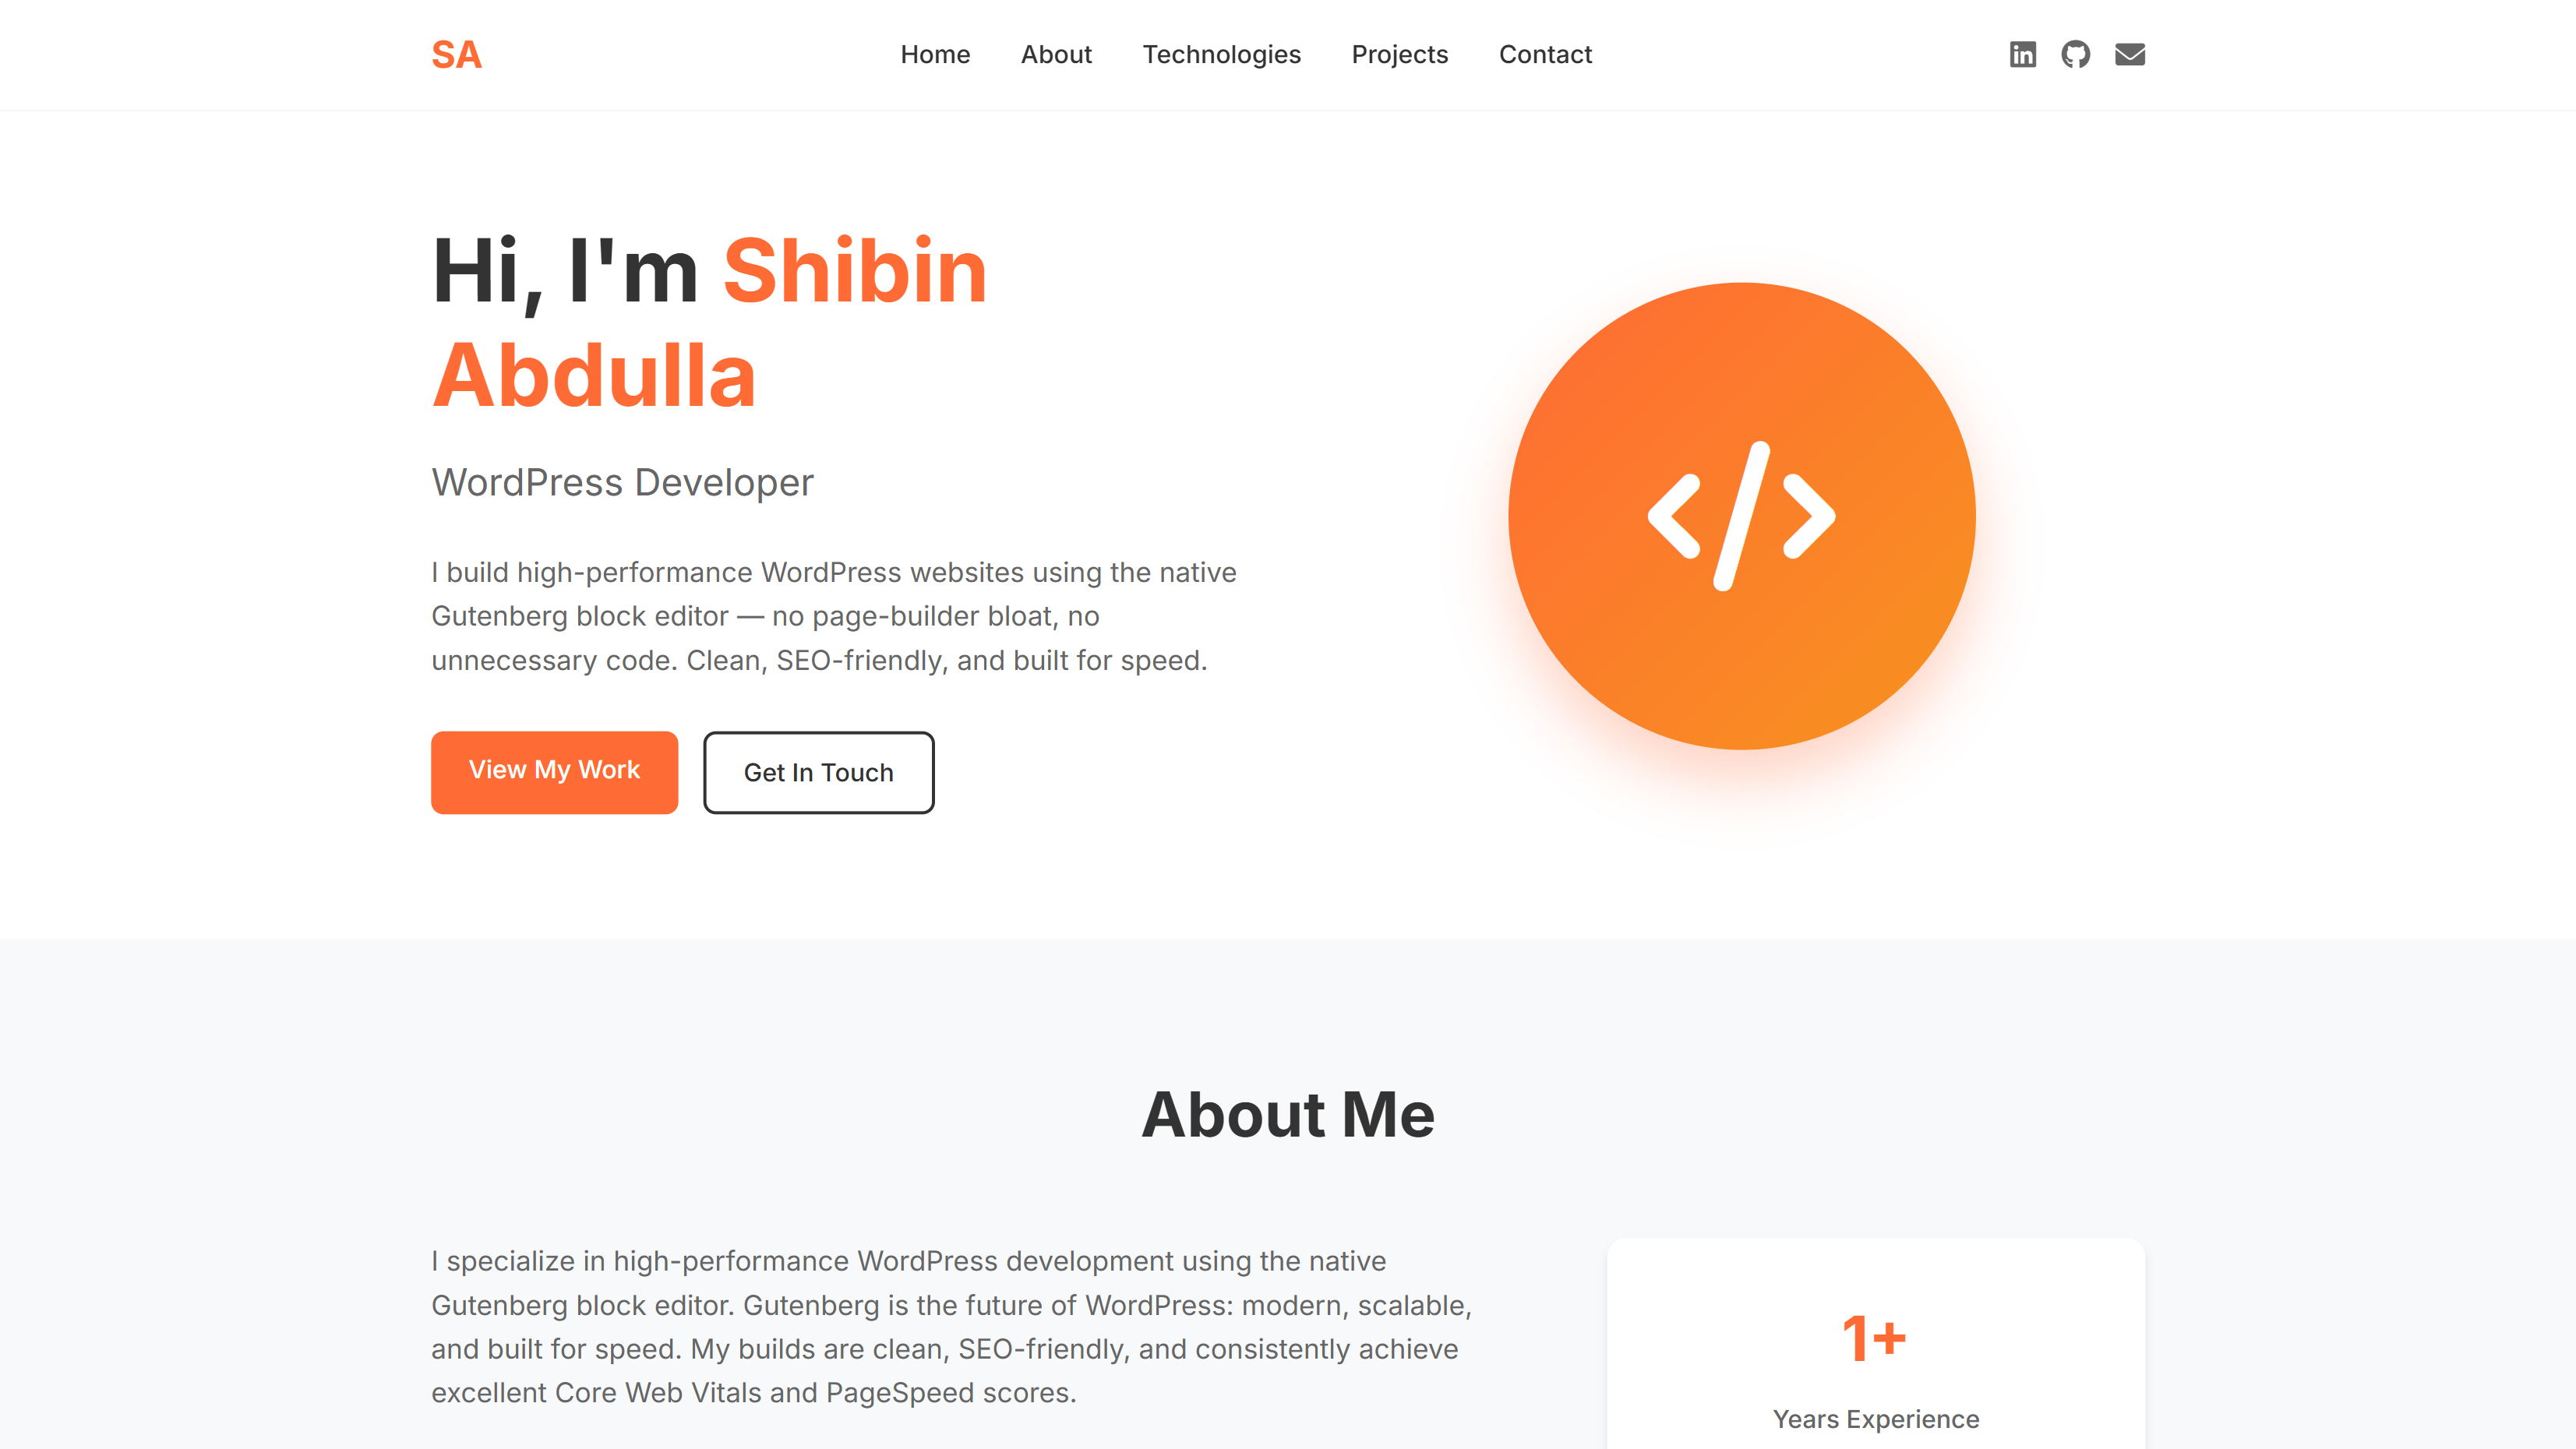 SA
Home
About
Technologies
Projects
Contact
Hi, I'm Shibin
Abdulla
WordPress Developer
I build high-performance WordPress websites using the native
Gutenberg block editor — no page-builder bloat, no
unnecessary code. Clean, SEO-friendly, and built for speed.
View My Work
Get In Touch
About Me
I specialize in high-performance WordPress development using the native
Gutenberg block editor. Gutenberg is the future of WordPress: modern, scalable,
and built for speed. My builds are clean, SEO-friendly, and consistently achieve
excellent Core Web Vitals and PageSpeed scores.
1+
Years Experience